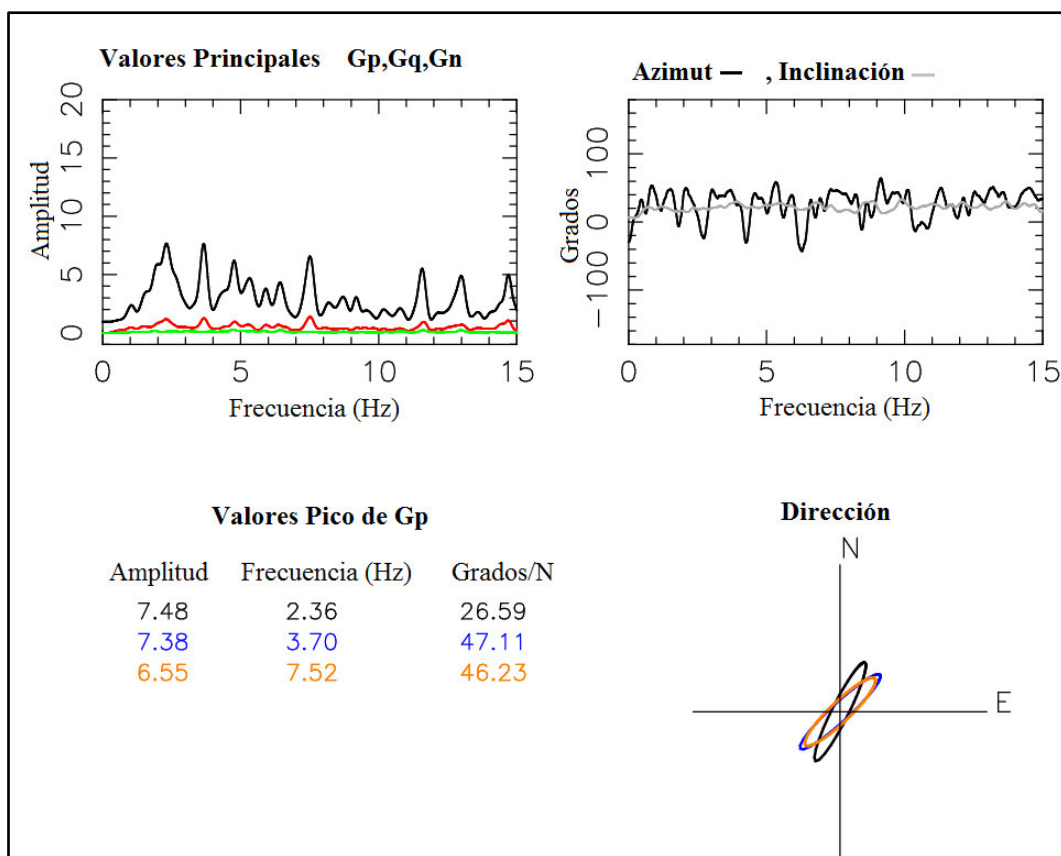 Valores Principales Gp,Gq,Gn
20
15
10
5
0
Amplitud
0 5 10 15
Frecuencia (Hz)
Azimut , Inclinación
100
0
−100
Grados
0 5 10 15
Frecuencia (Hz)
Valores Pico de Gp
Amplitud Frecuencia (Hz) Grados/N
7.48 2.36 26.59
7.38 3.70 47.11
6.55 7.52 46.23
Dirección
N
E